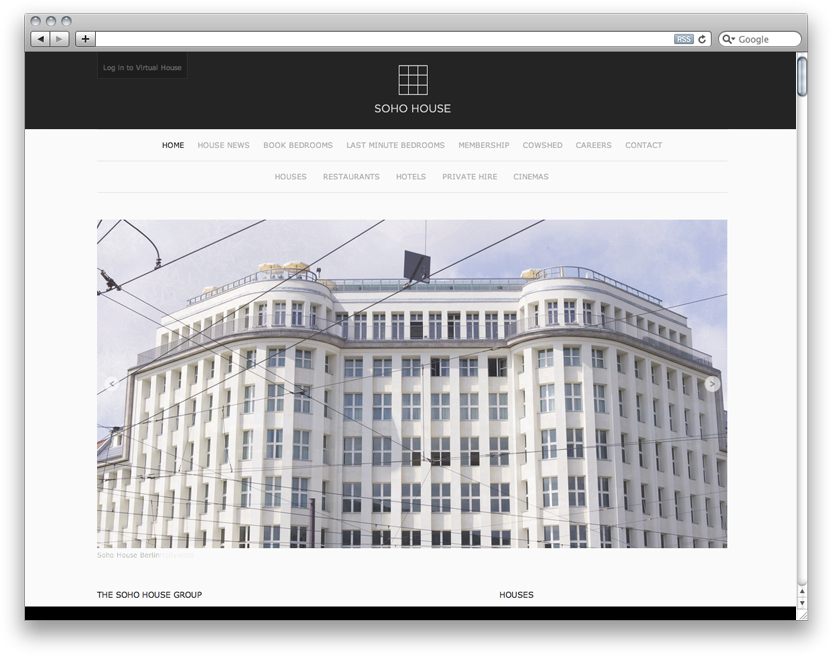 RSS
Google
Log in to Virtual House
SOHO HOUSE
HOME HOUSE NEWS BOOK BEDROOMS LAST MINUTE BEDROOMS MEMBERSHIP COWSHED CAREERS CONTACT
HOUSES RESTAURANTS HOTELS PRIVATE HIRE CINEMAS
Soho House Berlin
THE SOHO HOUSE GROUP
HOUSES